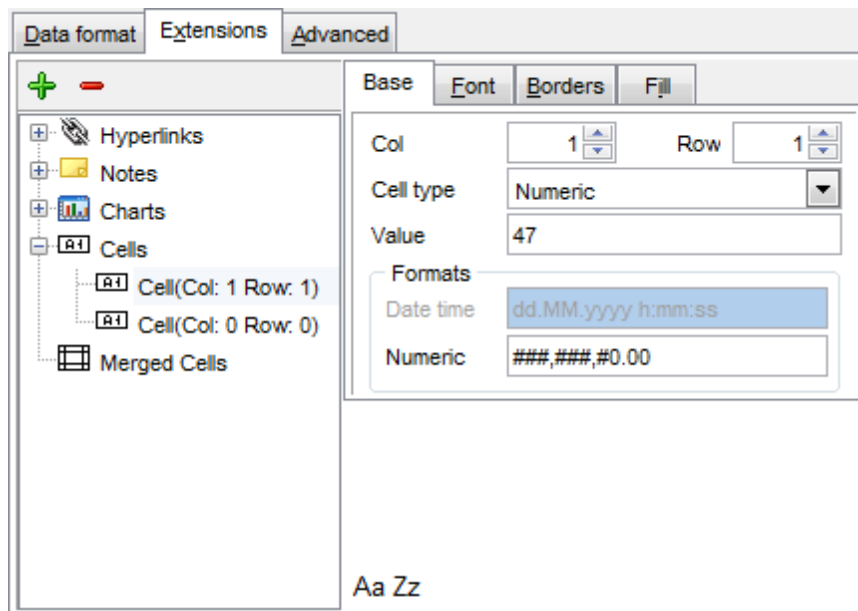 Data format Extensions Advanced
Base Font Borders Fill
Hyperlinks
Notes
Charts
Cells
Cell(Col: 1 Row: 1)
Cell(Col: 0 Row: 0)
Merged Cells
Col 1 Row 1
Cell type Numeric
Value 47
Formats
Date time dd.MM.yyyy h:mm:ss
Numeric ###,###,#0.00
Aa Zz